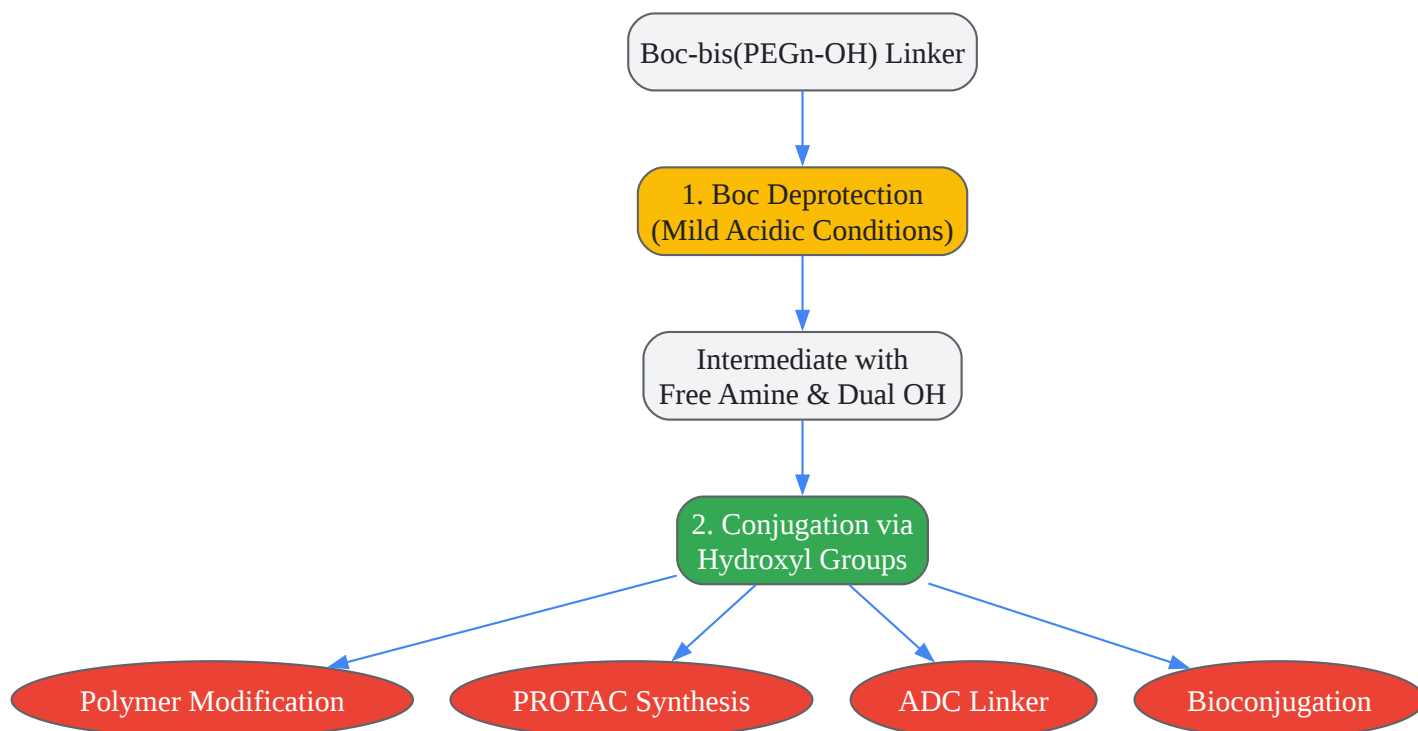 Boc-bis(PEGn-OH) Linker
1. Boc Deprotection
(Mild Acidic Conditions)
Intermediate with
Free Amine & Dual OH
2. Conjugation via
Hydroxyl Groups
Polymer Modification
PROTAC Synthesis
ADC Linker
Bioconjugation